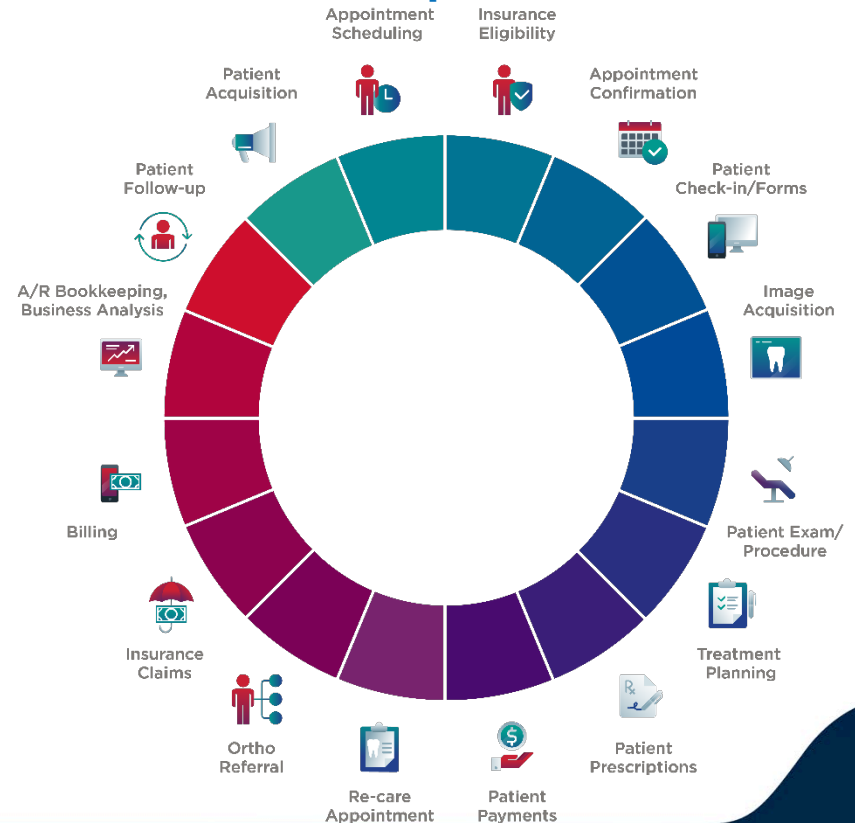 Appointment
Scheduling
Insurance
Eligibility
Appointment
Confirmation
Patient
Check-in/Forms
Image
Acquisition
Patient Exam/
Procedure
Treatment
Planning
Rx
Patient
Prescriptions
$
Patient
Payments
Re-care
Appointment
Ortho
Referral
Insurance
Claims
Billing
A/R Bookkeeping,
Business Analysis
Patient
Follow-up
Patient
Acquisition